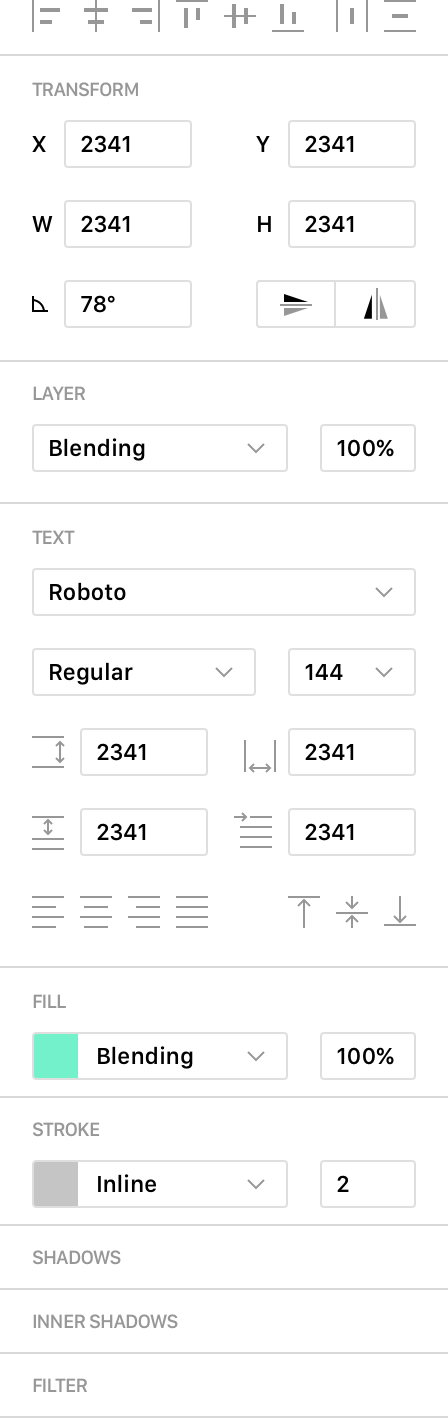 TRANSFORM
X 2341 Y 2341
W 2341 H 2341
78°
LAYER
Blending 100%
TEXT
Roboto
Regular 144
2341 2341
2341 2341
FILL
Blending 100%
STROKE
Inline 2
SHADOWS
INNER SHADOWS
FILTER